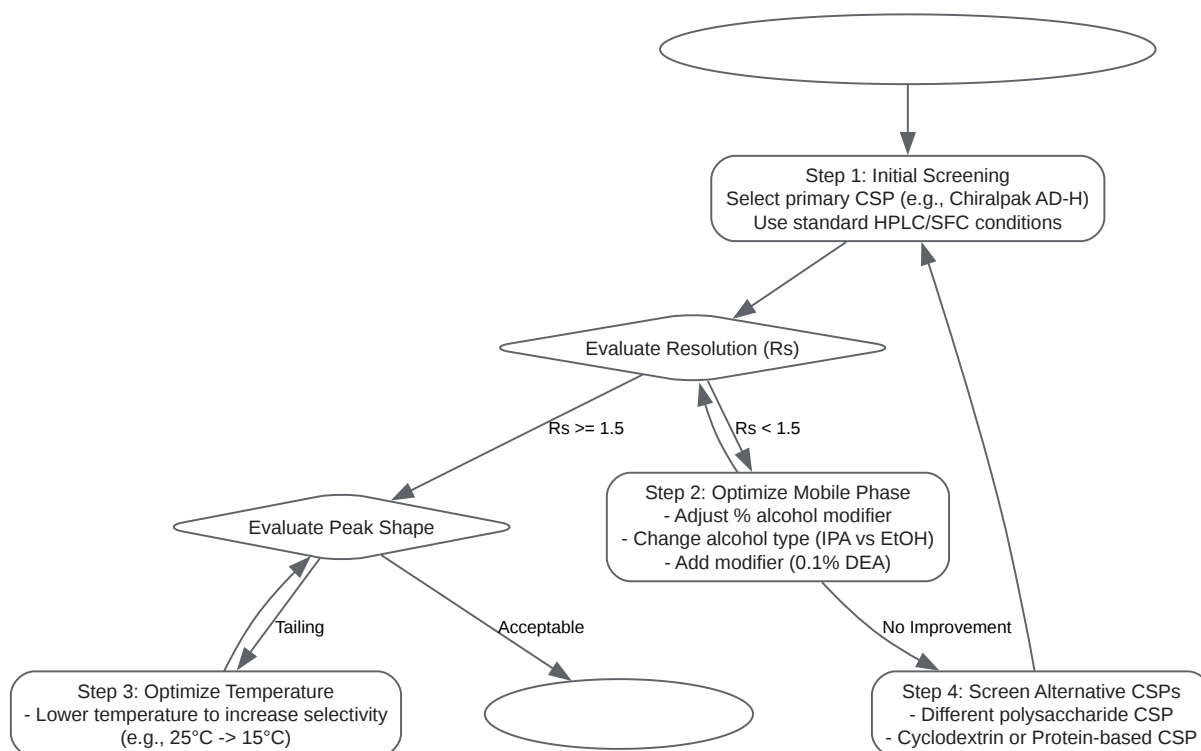 Step 1: Initial Screening
Select primary CSP (e.g., Chiralpak AD-H)
Use standard HPLC/SFC conditions
Evaluate Resolution (Rs)
Rs >= 1.5
Rs < 1.5
Step 2: Optimize Mobile Phase
- Adjust % alcohol modifier
- Change alcohol type (IPA vs EtOH)
- Add modifier (0.1% DEA)
Evaluate Peak Shape
Tailing
Acceptable
No Improvement
Step 3: Optimize Temperature
- Lower temperature to increase selectivity
(e.g., 25°C -> 15°C)
Step 4: Screen Alternative CSPs
- Different polysaccharide CSP
- Cyclodextrin or Protein-based CSP